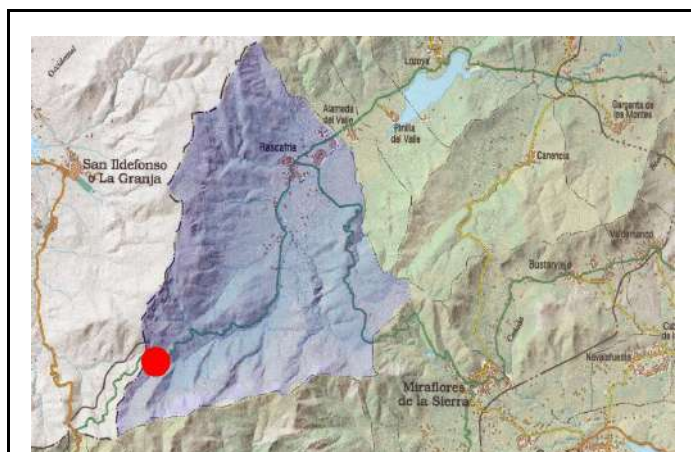 Occidental
Lozoya
Alameda
del Valle
Pinilla
del Valle
Garganta de
los Montes
Rascafría
Canencia
San Ildefonso
o La Granja
Valdemanco
Bustarviejo
Navalafuente
Miraflores
de la Sierra